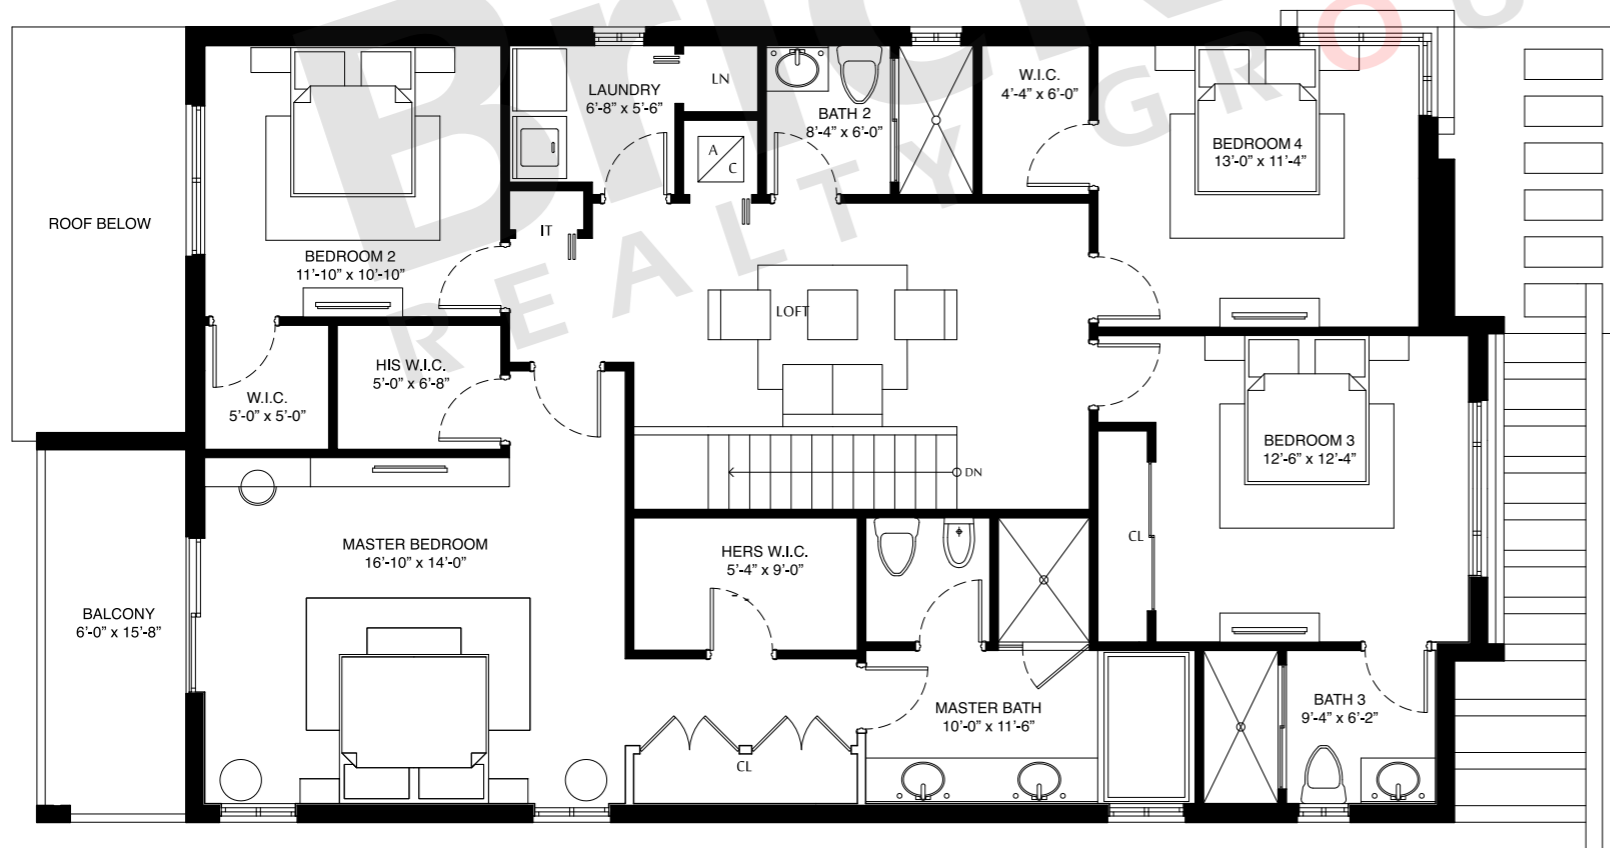 Brick
REALTY GROU
LAUNDRY
6'-8" x 5'-6"
LN
A
C
BATH 2
8'-4" x 6'-0"
W.I.C.
4'-4" x 6'-0"
BEDROOM 4
13'-0" x 11'-4"
ROOF BELOW
IT
BEDROOM 2
11'-10" x 10'-10"
LOFT
HIS W.I.C.
5'-0" x 6'-8"
W.I.C.
5'-0" x 5'-0"
BEDROOM 3
12'-6" x 12'-4"
DN
CL
MASTER BEDROOM
16'-10" x 14'-0"
HERS W.I.C.
5'-4" x 9'-0"
BALCONY
6'-0" x 15'-8"
MASTER BATH
10'-0" x 11'-6"
BATH 3
9'-4" x 6'-2"
CL